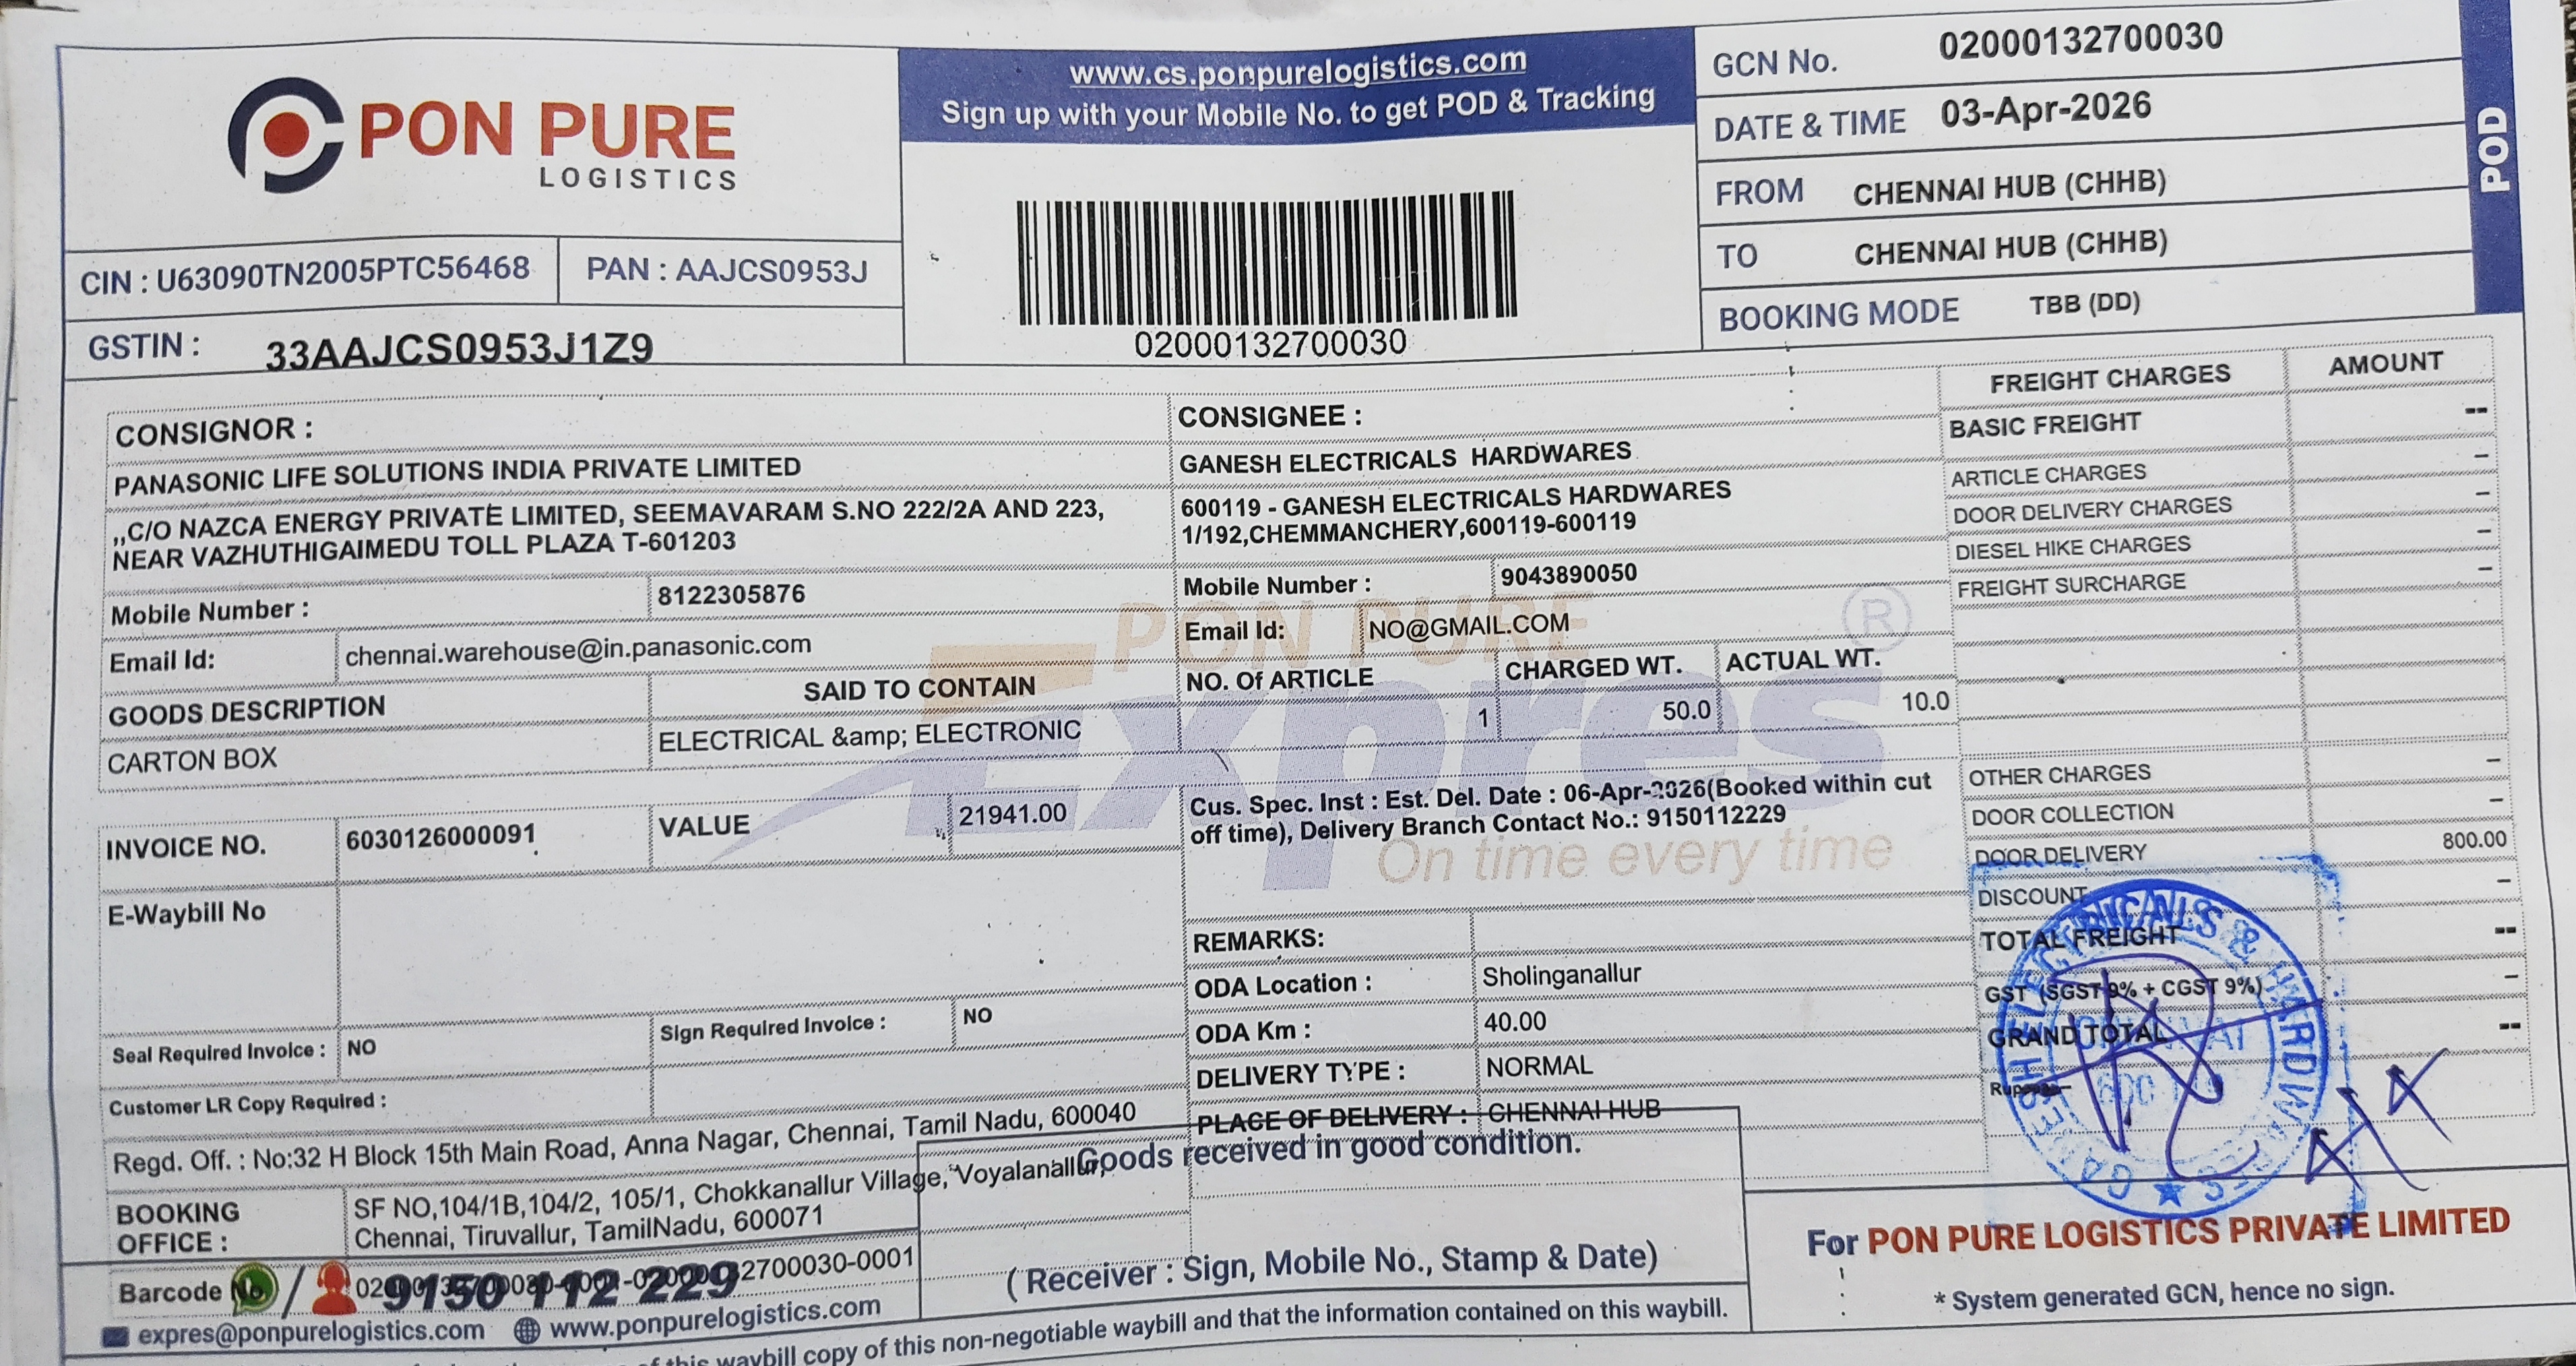 PON PURE
LOGISTICS
CIN : U63090TN2005PTC56468
PAN : AAJCS0953J
GSTIN : 33AAJCS0953J1Z9
www.cs.ponpurelogistics.com
Sign up with your Mobile No. to get POD & Tracking
02000132700030
GCN No. 02000132700030
DATE & TIME 03-Apr-2026
FROM CHENNAI HUB (CHHB)
TO CHENNAI HUB (CHHB)
BOOKING MODE TBB (DD)
POD
CONSIGNOR :
PANASONIC LIFE SOLUTIONS INDIA PRIVATE LIMITED
,,C/O NAZCA ENERGY PRIVATE LIMITED, SEEMAVARAM S.NO 222/2A AND 223,
NEAR VAZHUTHIGAIMEDU TOLL PLAZA T-601203
Mobile Number : 8122305876
Email Id: chennai.warehouse@in.panasonic.com
GOODS DESCRIPTION SAID TO CONTAIN
CARTON BOX ELECTRICAL &amp; ELECTRONIC
CONSIGNEE :
GANESH ELECTRICALS HARDWARES
600119 - GANESH ELECTRICALS HARDWARES
1/192,CHEMMANCHERY,600119-600119
Mobile Number : 9043890050
Email Id: NO@GMAIL.COM
NO. Of ARTICLE CHARGED WT. ACTUAL WT.
1 50.0 10.0
PON PURE
Expres ®
On time every time
INVOICE NO. 6030126000091 VALUE 21941.00
E-Waybill No
Seal Required Invoice : NO Sign Required Invoice : NO
Customer LR Copy Required :
Cus. Spec. Inst : Est. Del. Date : 06-Apr-2026(Booked within cut
off time), Delivery Branch Contact No.: 9150112229
REMARKS:
ODA Location : Sholinganallur
ODA Km : 40.00
DELIVERY TYPE : NORMAL
PLACE OF DELIVERY : CHENNAI HUB
FREIGHT CHARGES AMOUNT
BASIC FREIGHT --
ARTICLE CHARGES –
DOOR DELIVERY CHARGES –
DIESEL HIKE CHARGES –
FREIGHT SURCHARGE –
OTHER CHARGES –
DOOR COLLECTION –
DOOR DELIVERY 800.00
DISCOUNT –
TOTAL FREIGHT --
GST (SGST 9% + CGST 9%) –
GRAND TOTAL --
GANESH ELECTRICALS & HARDWARES
CHENNAI
Regd. Off. : No:32 H Block 15th Main Road, Anna Nagar, Chennai, Tamil Nadu, 600040
BOOKING OFFICE : SF NO,104/1B,104/2, 105/1, Chokkanallur Village, Voyalanallur,
Chennai, Tiruvallur, TamilNadu, 600071
Barcode
9150 112 229
expres@ponpurelogistics.com www.ponpurelogistics.com
Goods received in good condition.
( Receiver : Sign, Mobile No., Stamp & Date)
For PON PURE LOGISTICS PRIVATE LIMITED
* System generated GCN, hence no sign.
of this waybill copy of this non-negotiable waybill and that the information contained on this waybill.